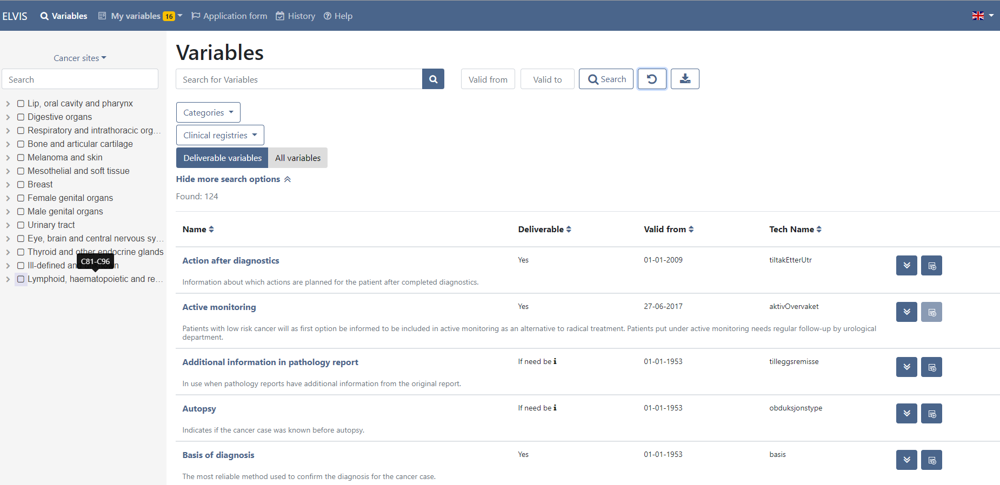 ELVIS Variables My variables 16 Application form History Help
Cancer sites
Search
Lip, oral cavity and pharynx
Digestive organs
Respiratory and intrathoracic org...
Bone and articular cartilage
Melanoma and skin
Mesothelial and soft tissue
Breast
Female genital organs
Male genital organs
Urinary tract
Eye, brain and central nervous sy...
Thyroid and other endocrine glands
C81-C96
Ill-defined and unknown
Lymphoid, haematopoietic and re...
Variables
Search for Variables Valid from Valid to Search
Categories
Clinical registries
Deliverable variables All variables
Hide more search options
Found: 124
Name Deliverable Valid from Tech Name
Action after diagnostics Yes 01-01-2009 tiltakEtterUtr
Information about which actions are planned for the patient after completed diagnostics.
Active monitoring Yes 27-06-2017 aktivOvervaket
Patients with low risk cancer will as first option be informed to be included in active monitoring as an alternative to radical treatment. Patients put under active monitoring needs regular follow-up by urological
department.
Additional information in pathology report If need be 01-01-1953 tilleggsremisse
In use when pathology reports have additional information from the original report.
Autopsy If need be 01-01-1953 obduksjonstype
Indicates if the cancer case was known before autopsy.
Basis of diagnosis Yes 01-01-1953 basis
The most reliable method used to confirm the diagnosis for the cancer case.